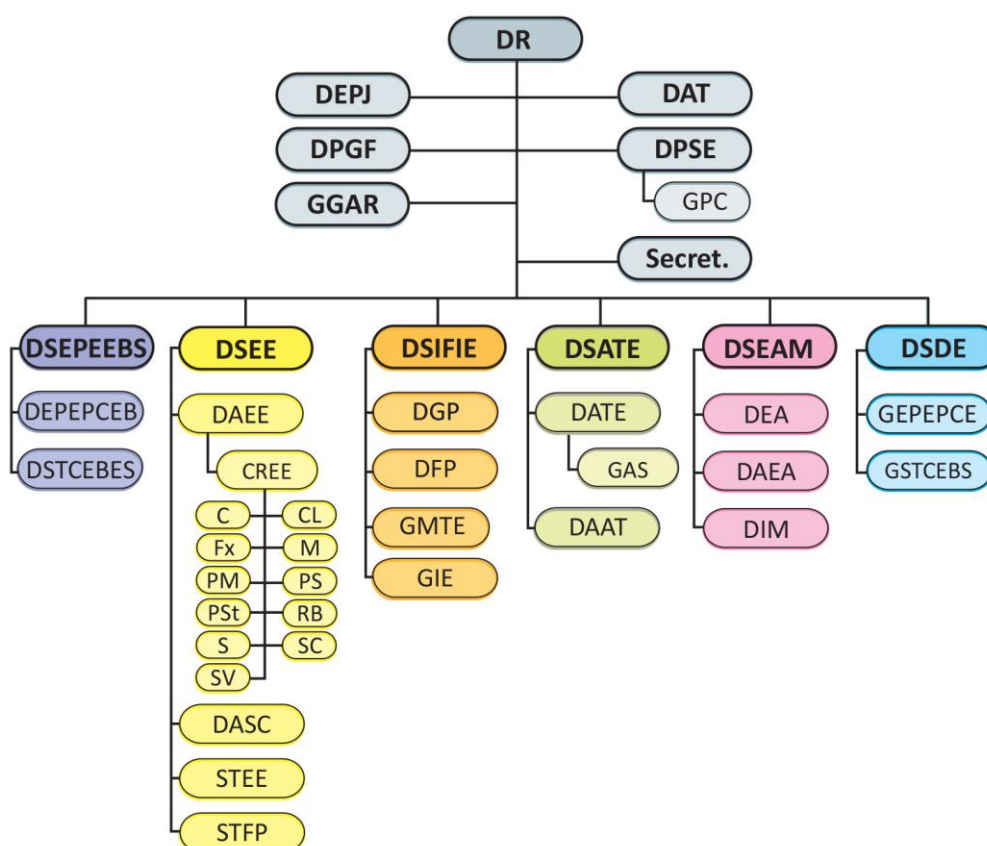 DR
DEPJ
DAT
DPGF
DPSE
GGAR
GPC
Secret.
DSEPEEBS
DSEE
DSIFIE
DSATE
DSEAM
DSDE
DEPEPCEB
DAEE
DGP
DATE
DEA
GEPEPCE
DSTCEBES
CREE
DFP
GAS
DAEA
GSTCEBS
C
CL
GMTE
DAAT
DIM
Fx
M
PM
PS
GIE
PSt
RB
S
SC
SV
DASC
STEE
STFP